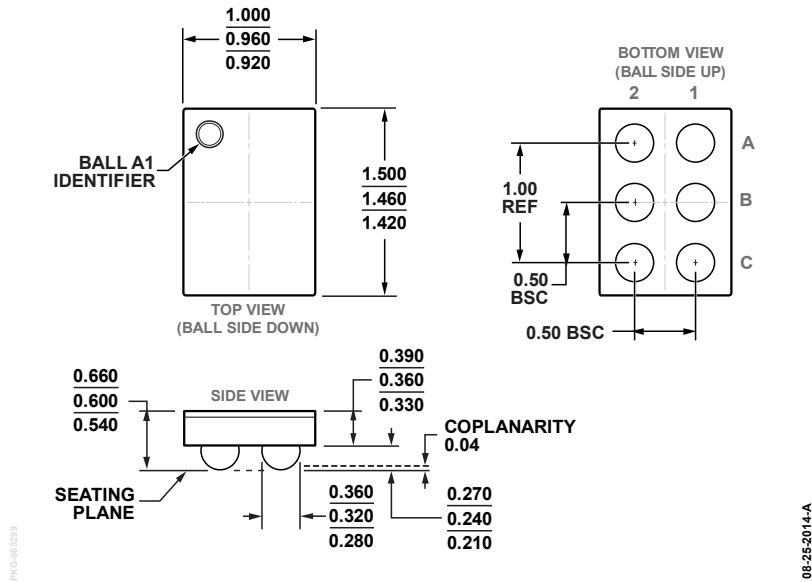 1.000
0.960
0.920
BALL A1
IDENTIFIER
1.500
1.460
1.420
TOP VIEW
(BALL SIDE DOWN)
BOTTOM VIEW
(BALL SIDE UP)
2 1
A
B
C
1.00
REF
0.50
BSC
0.50 BSC
0.660
0.600
0.540
SIDE VIEW
0.390
0.360
0.330
COPLANARITY
0.04
SEATING
PLANE
0.360
0.320
0.280
0.270
0.240
0.210
PKG-003299
08-25-2014-A